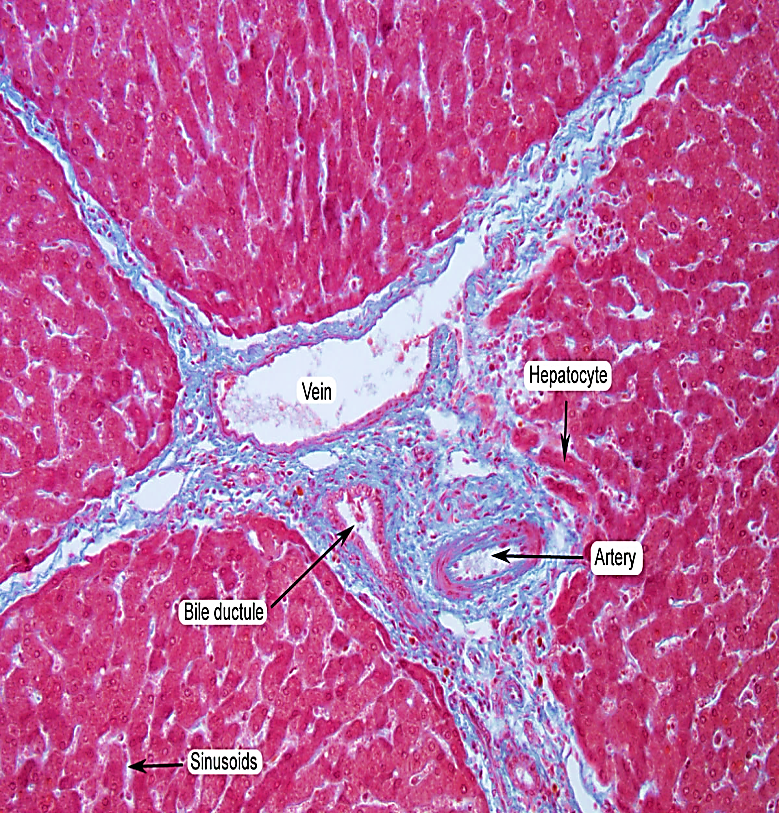 Vein
Hepatocyte
Artery
Bile ductule
Sinusoids